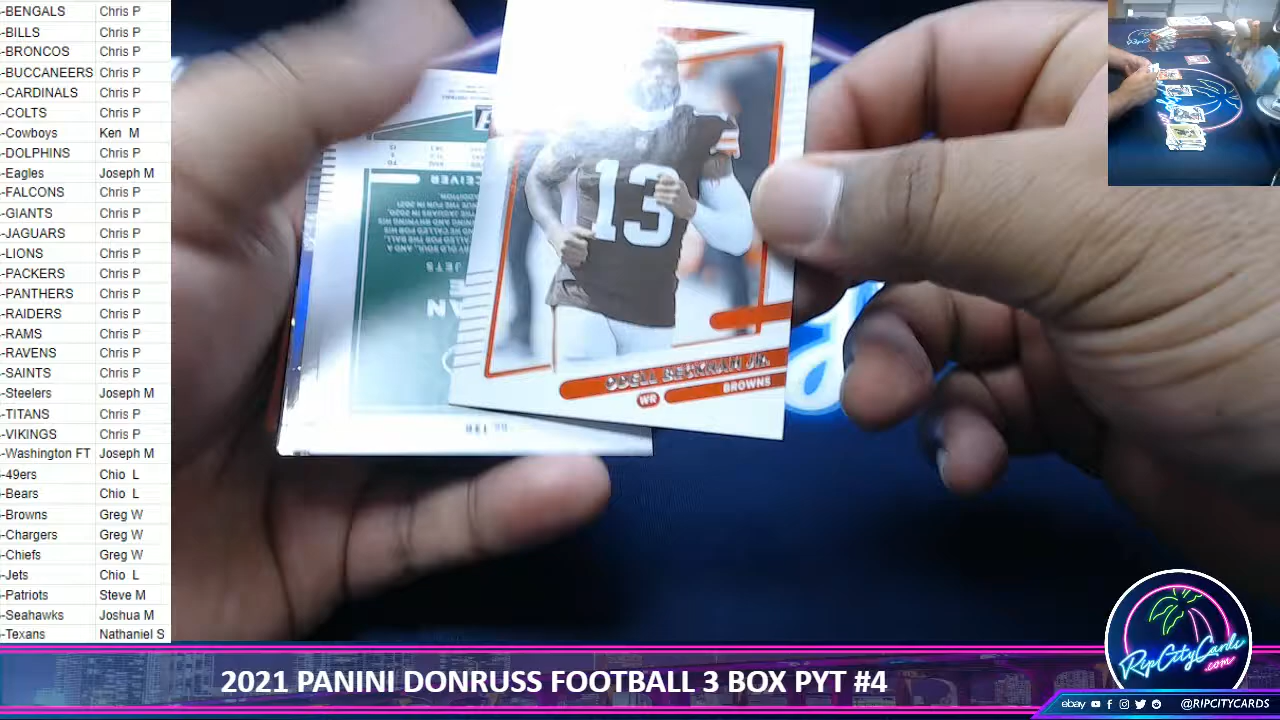 -BENGALS Chris P
-BILLS Chris P
-BRONCOS Chris P
-BUCCANEERS Chris P
-CARDINALS Chris P
-COLTS Chris P
-Cowboys Ken M
-DOLPHINS Chris P
-Eagles Joseph M
-FALCONS Chris P
-GIANTS Chris P
-JAGUARS Chris P
-LIONS Chris P
-PACKERS Chris P
-PANTHERS Chris P
-RAIDERS Chris P
-RAMS Chris P
-RAVENS Chris P
-SAINTS Chris P
-Steelers Joseph M
-TITANS Chris P
-VIKINGS Chris P
-Washington FT Joseph M
-49ers Chio L
-Bears Chio L
-Browns Greg W
-Chargers Greg W
-Chiefs Greg W
-Jets Chio L
-Patriots Steve M
-Seahawks Joshua M
-Texans Nathaniel S
13
ODELL BECKHAM JR.
BROWNS
WR
JETS
2021 PANINI DONRUSS FOOTBALL 3 BOX PYT #4
RipCityCards
.com
ebay @RIPCITYCARDS